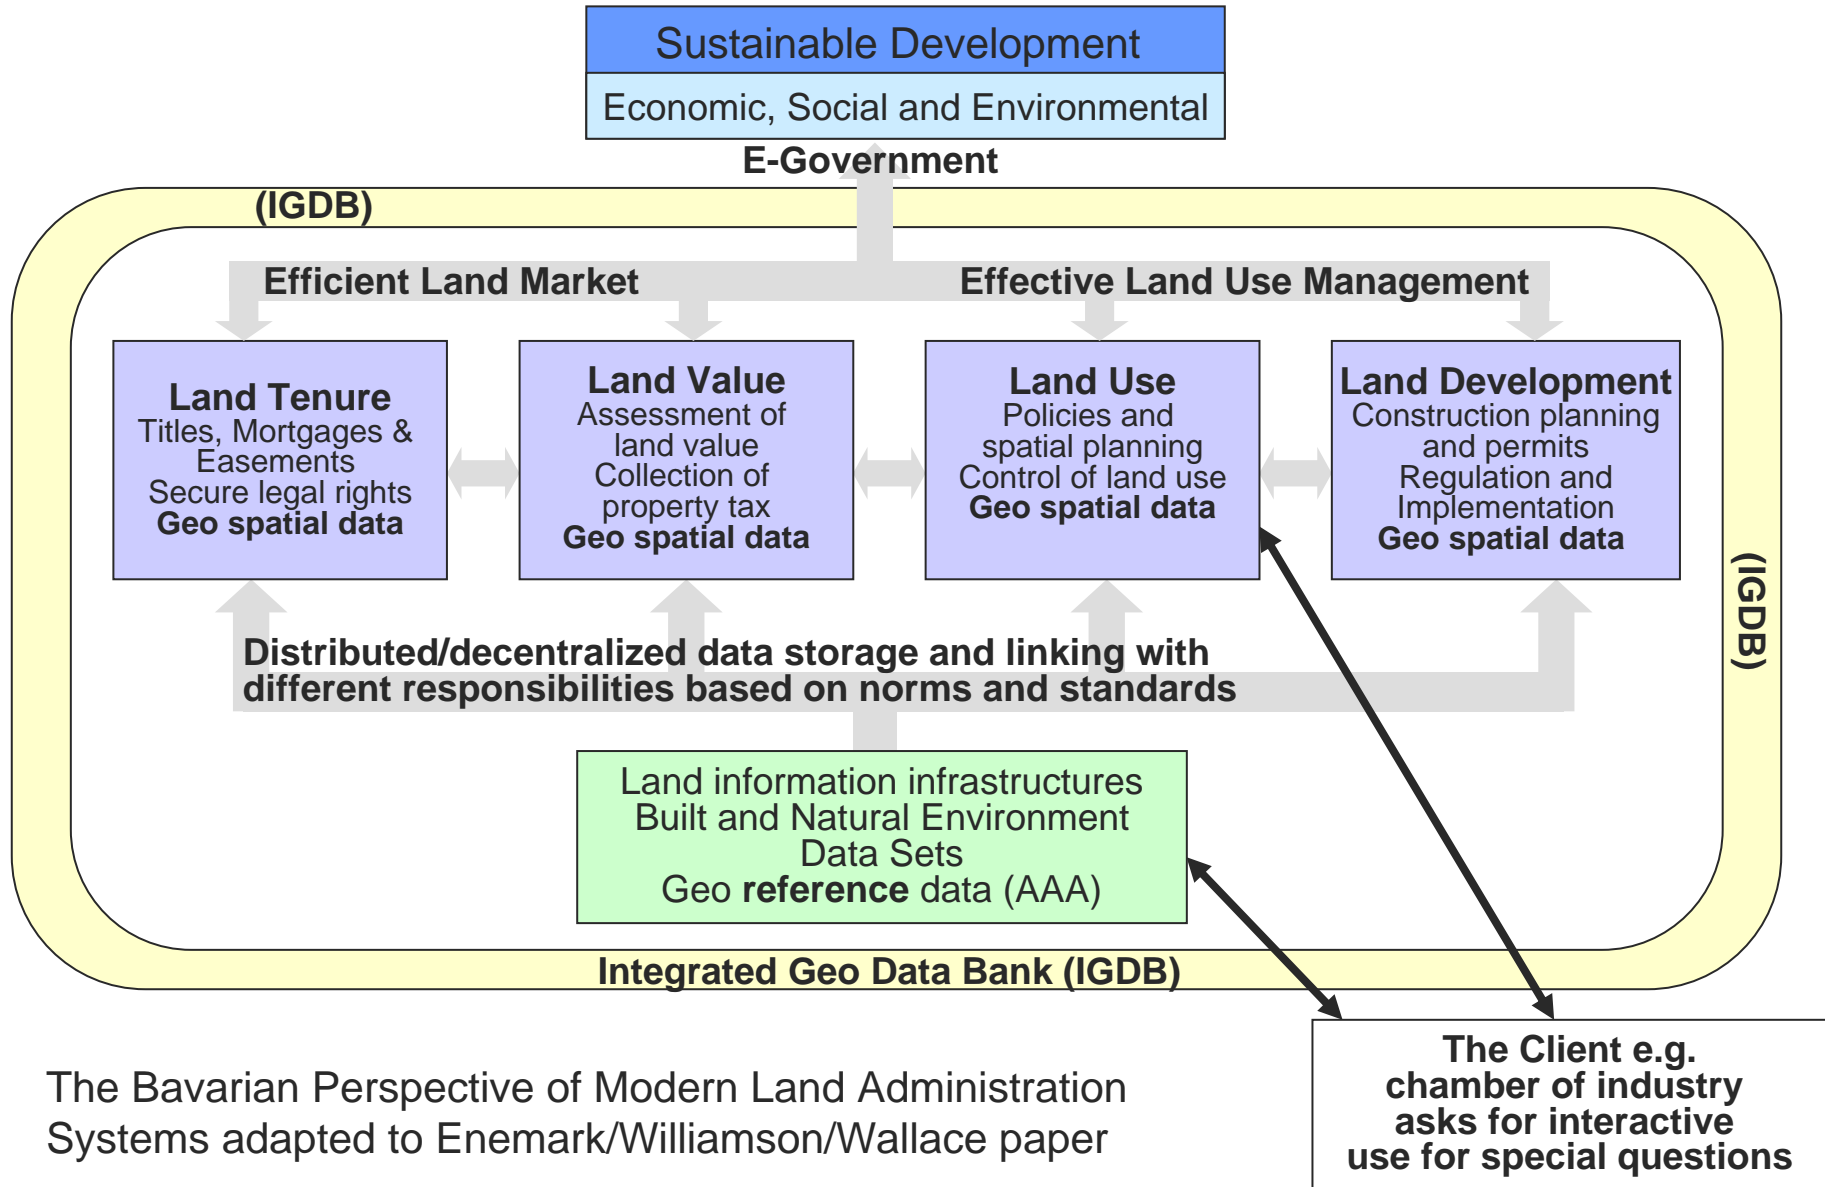 Sustainable Development
Economic, Social and Environmental
E-Government
(IGDB)
Efficient Land Market
Effective Land Use Management
Land Tenure
Titles, Mortgages &
Easements
Secure legal rights
Geo spatial data
Land Value
Assessment of
land value
Collection of
property tax
Geo spatial data
Land Use
Policies and
spatial planning
Control of land use
Geo spatial data
Land Development
Construction planning
and permits
Regulation and
Implementation
Geo spatial data
(IGDB)
Distributed/decentralized data storage and linking with
different responsibilities based on norms and standards
Land information infrastructures
Built and Natural Environment
Data Sets
Geo reference data (AAA)
Integrated Geo Data Bank (IGDB)
The Client e.g.
chamber of industry
asks for interactive
use for special questions
The Bavarian Perspective of Modern Land Administration
Systems adapted to Enemark/Williamson/Wallace paper